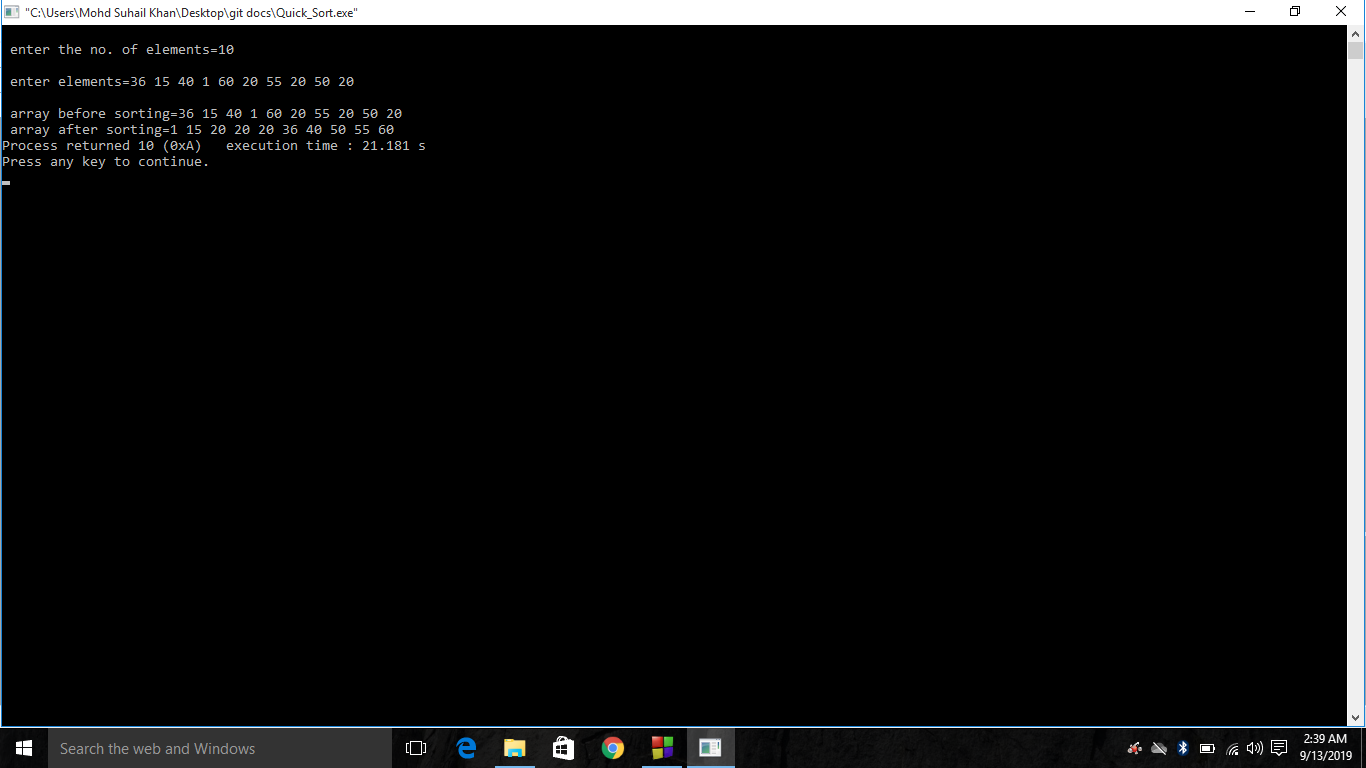 "C:\Users\Mohd Suhail Khan\Desktop\git docs\Quick_Sort.exe"
enter the no. of elements=10
enter elements=36 15 40 1 60 20 55 20 50 20
array before sorting=36 15 40 1 60 20 55 20 50 20
array after sorting=1 15 20 20 20 36 40 50 55 60
Process returned 10 (0xA)   execution time : 21.181 s
Press any key to continue.
Search the web and Windows
2:39 AM
9/13/2019